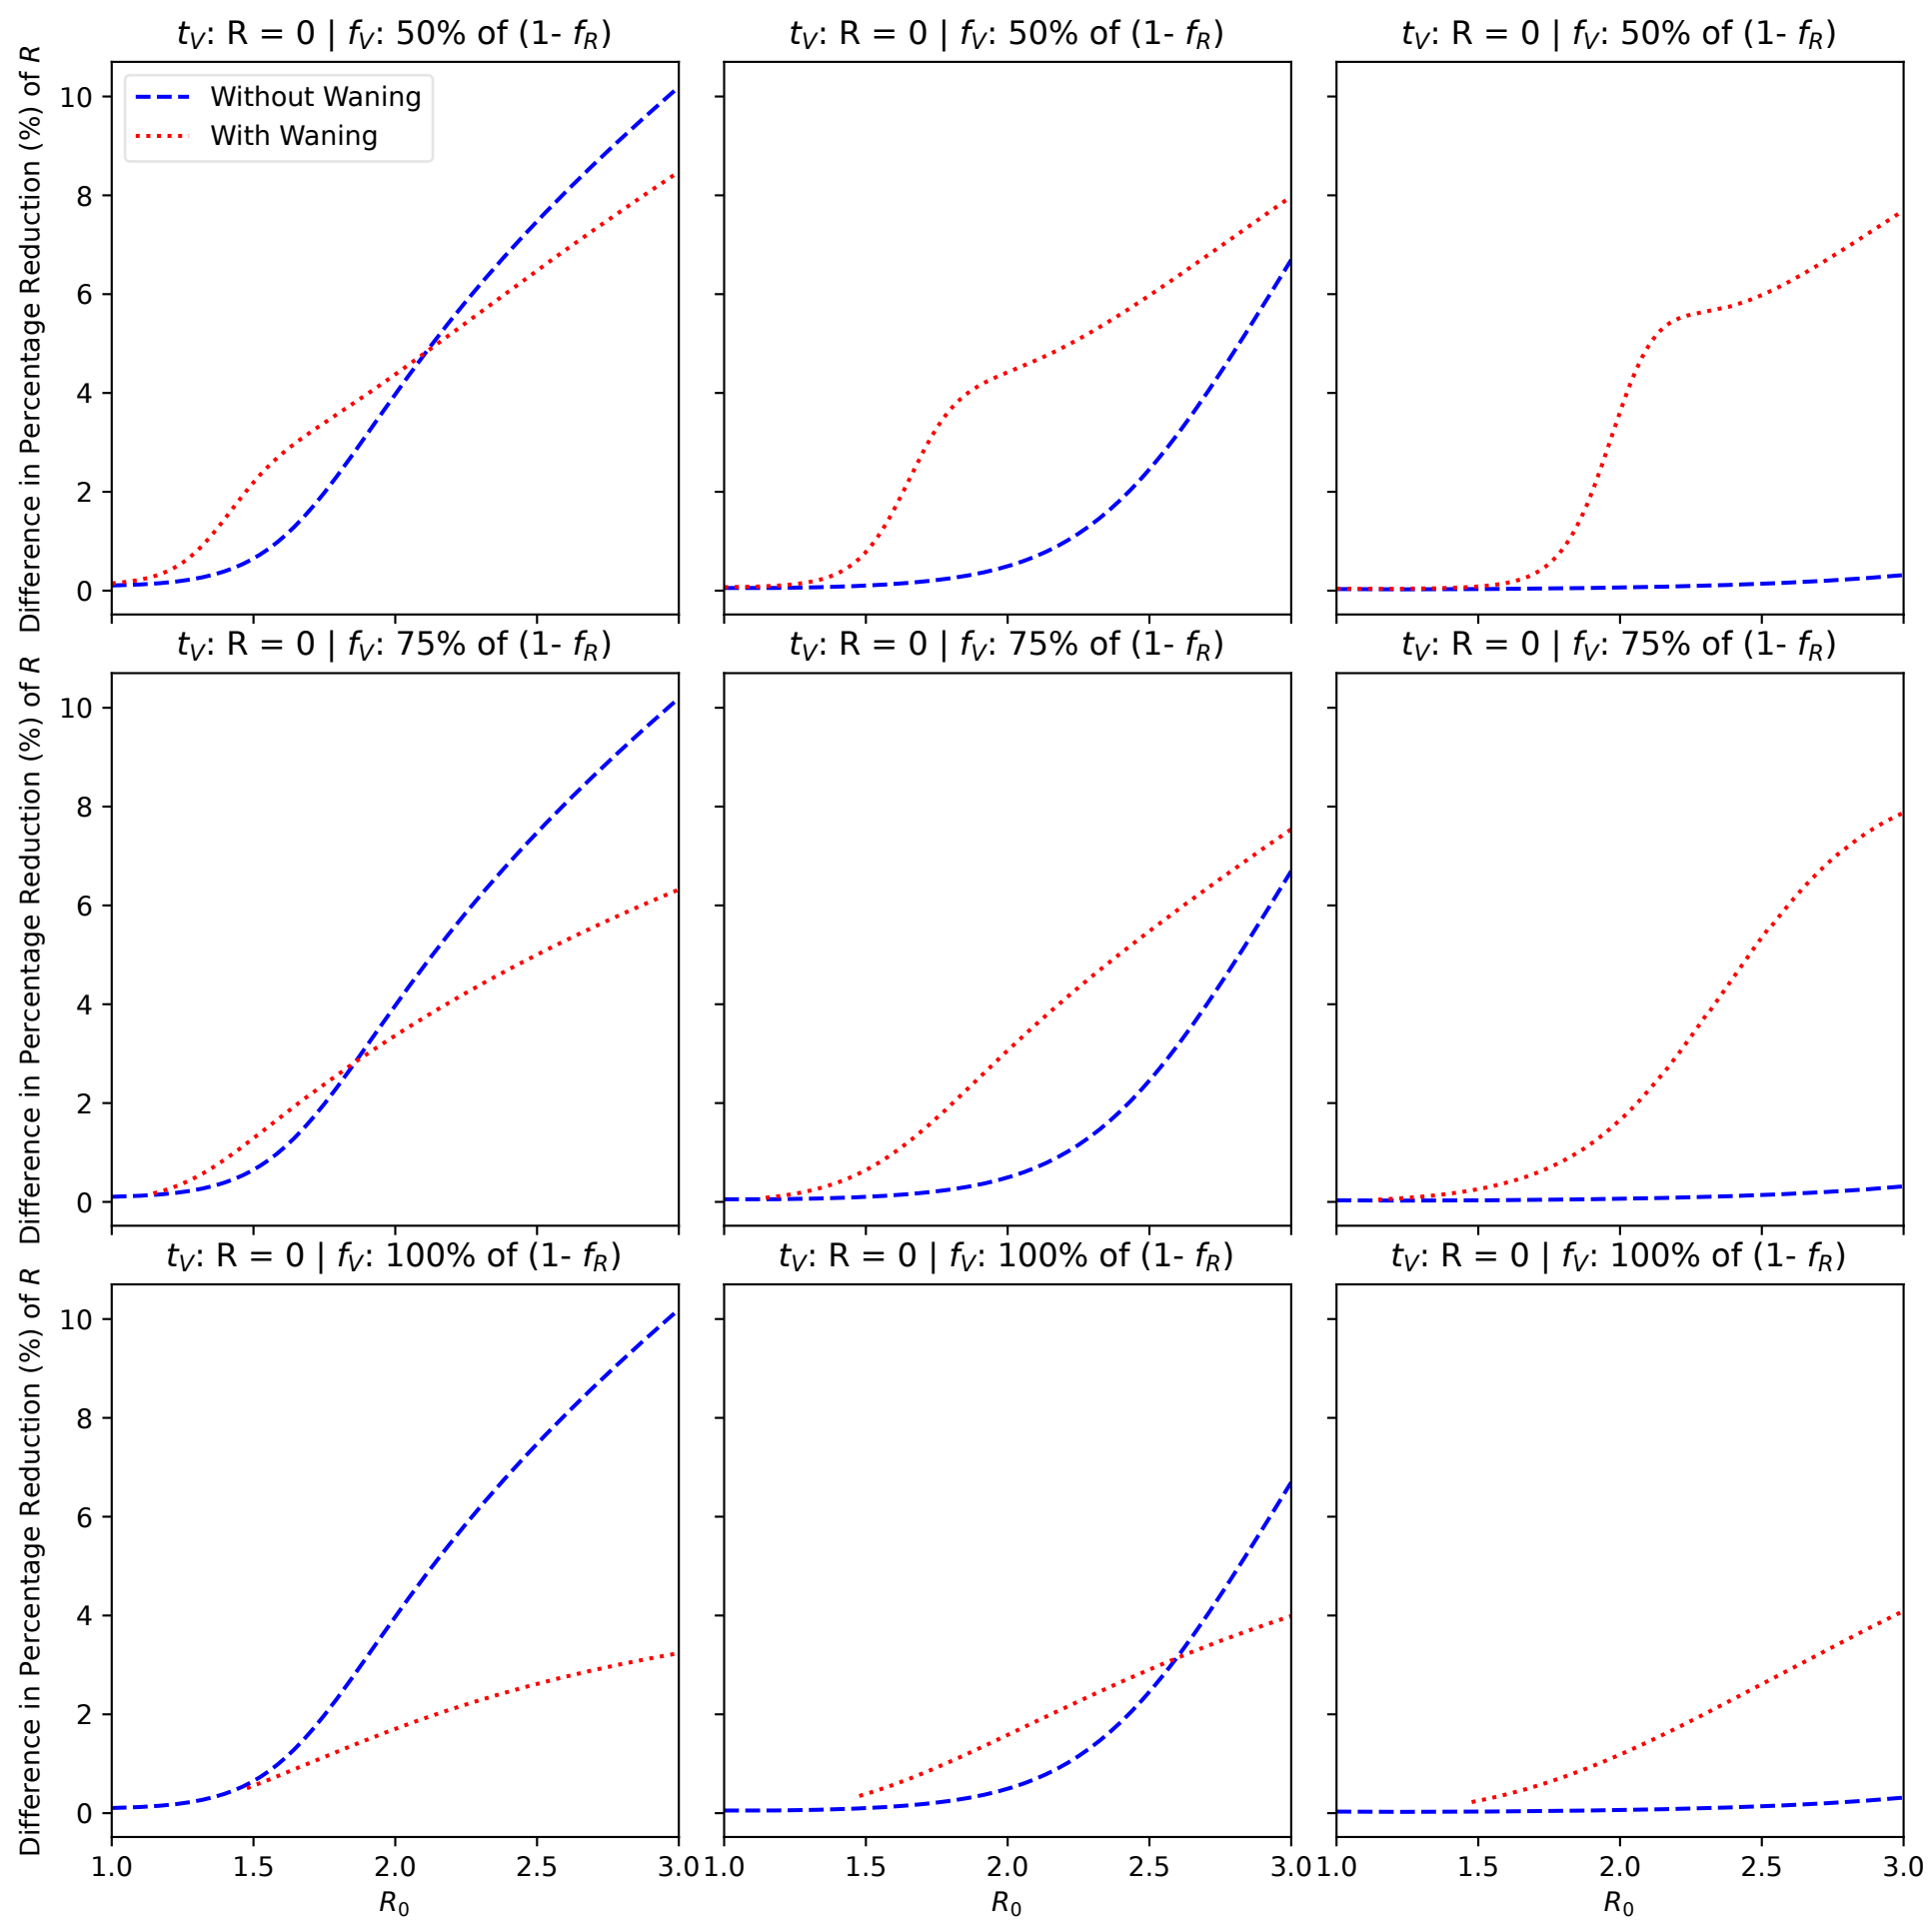 t_V: R = 0 | f_V: 50% of (1- f_R)
t_V: R = 0 | f_V: 50% of (1- f_R)
t_V: R = 0 | f_V: 50% of (1- f_R)
Difference in Percentage Reduction (%) of R
10
8
6
4
2
0
Without Waning
With Waning
t_V: R = 0 | f_V: 75% of (1- f_R)
t_V: R = 0 | f_V: 75% of (1- f_R)
t_V: R = 0 | f_V: 75% of (1- f_R)
Difference in Percentage Reduction (%) of R
10
8
6
4
2
0
t_V: R = 0 | f_V: 100% of (1- f_R)
t_V: R = 0 | f_V: 100% of (1- f_R)
t_V: R = 0 | f_V: 100% of (1- f_R)
Difference in Percentage Reduction (%) of R
10
8
6
4
2
0
1.0 1.5 2.0 2.5 3.0
1.0 1.5 2.0 2.5 3.0
1.0 1.5 2.0 2.5 3.0
R_0
R_0
R_0